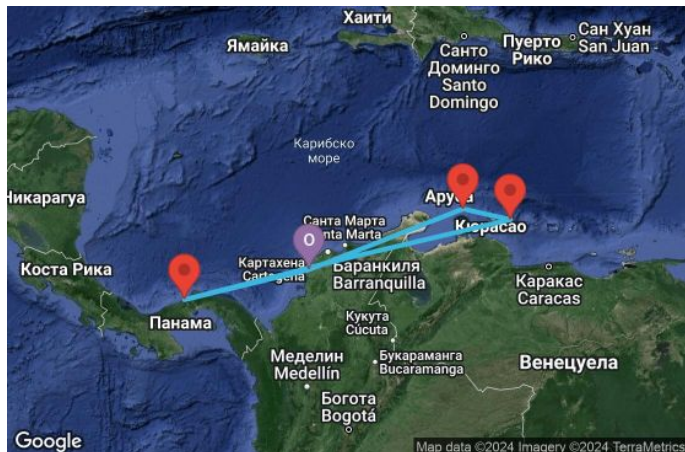 Хаити
Ямайка
Сан Хуан
San Juan
Пуерто
Рико
Санто
Доминго
Santo
Domingo
Карибско
море
Никарагуа
Аруба
Кюрасао
Санта Марта
Santa Marta
О
Картахена
Cartagena
Баранкиля
Barranquilla
Коста Рика
Каракас
Caracas
Панама
Кукута
Cúcuta
Меделин
Medellín
Букараманга
Bucaramanga
Венецуела
Богота
Bogotá
Google
Map data ©2024 Imagery ©2024 TerraMetrics